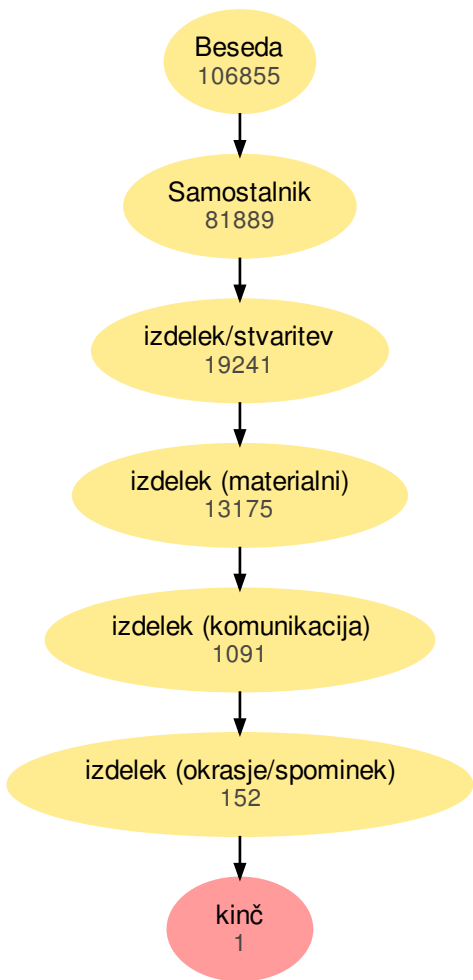 Beseda
106855
Samostalnik
81889
izdelek/stvaritev
19241
izdelek (materialni)
13175
izdelek (komunikacija)
1091
izdelek (okrasje/spominek)
152
kinč
1